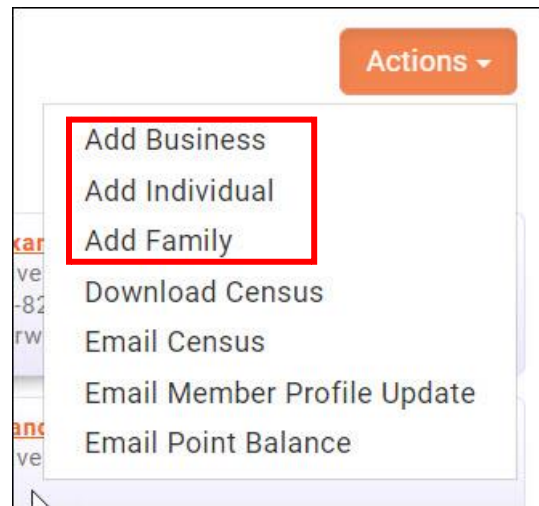 Actions
Add Business
Add Individual
Add Family
Download Census
Email Census
Email Member Profile Update
Email Point Balance